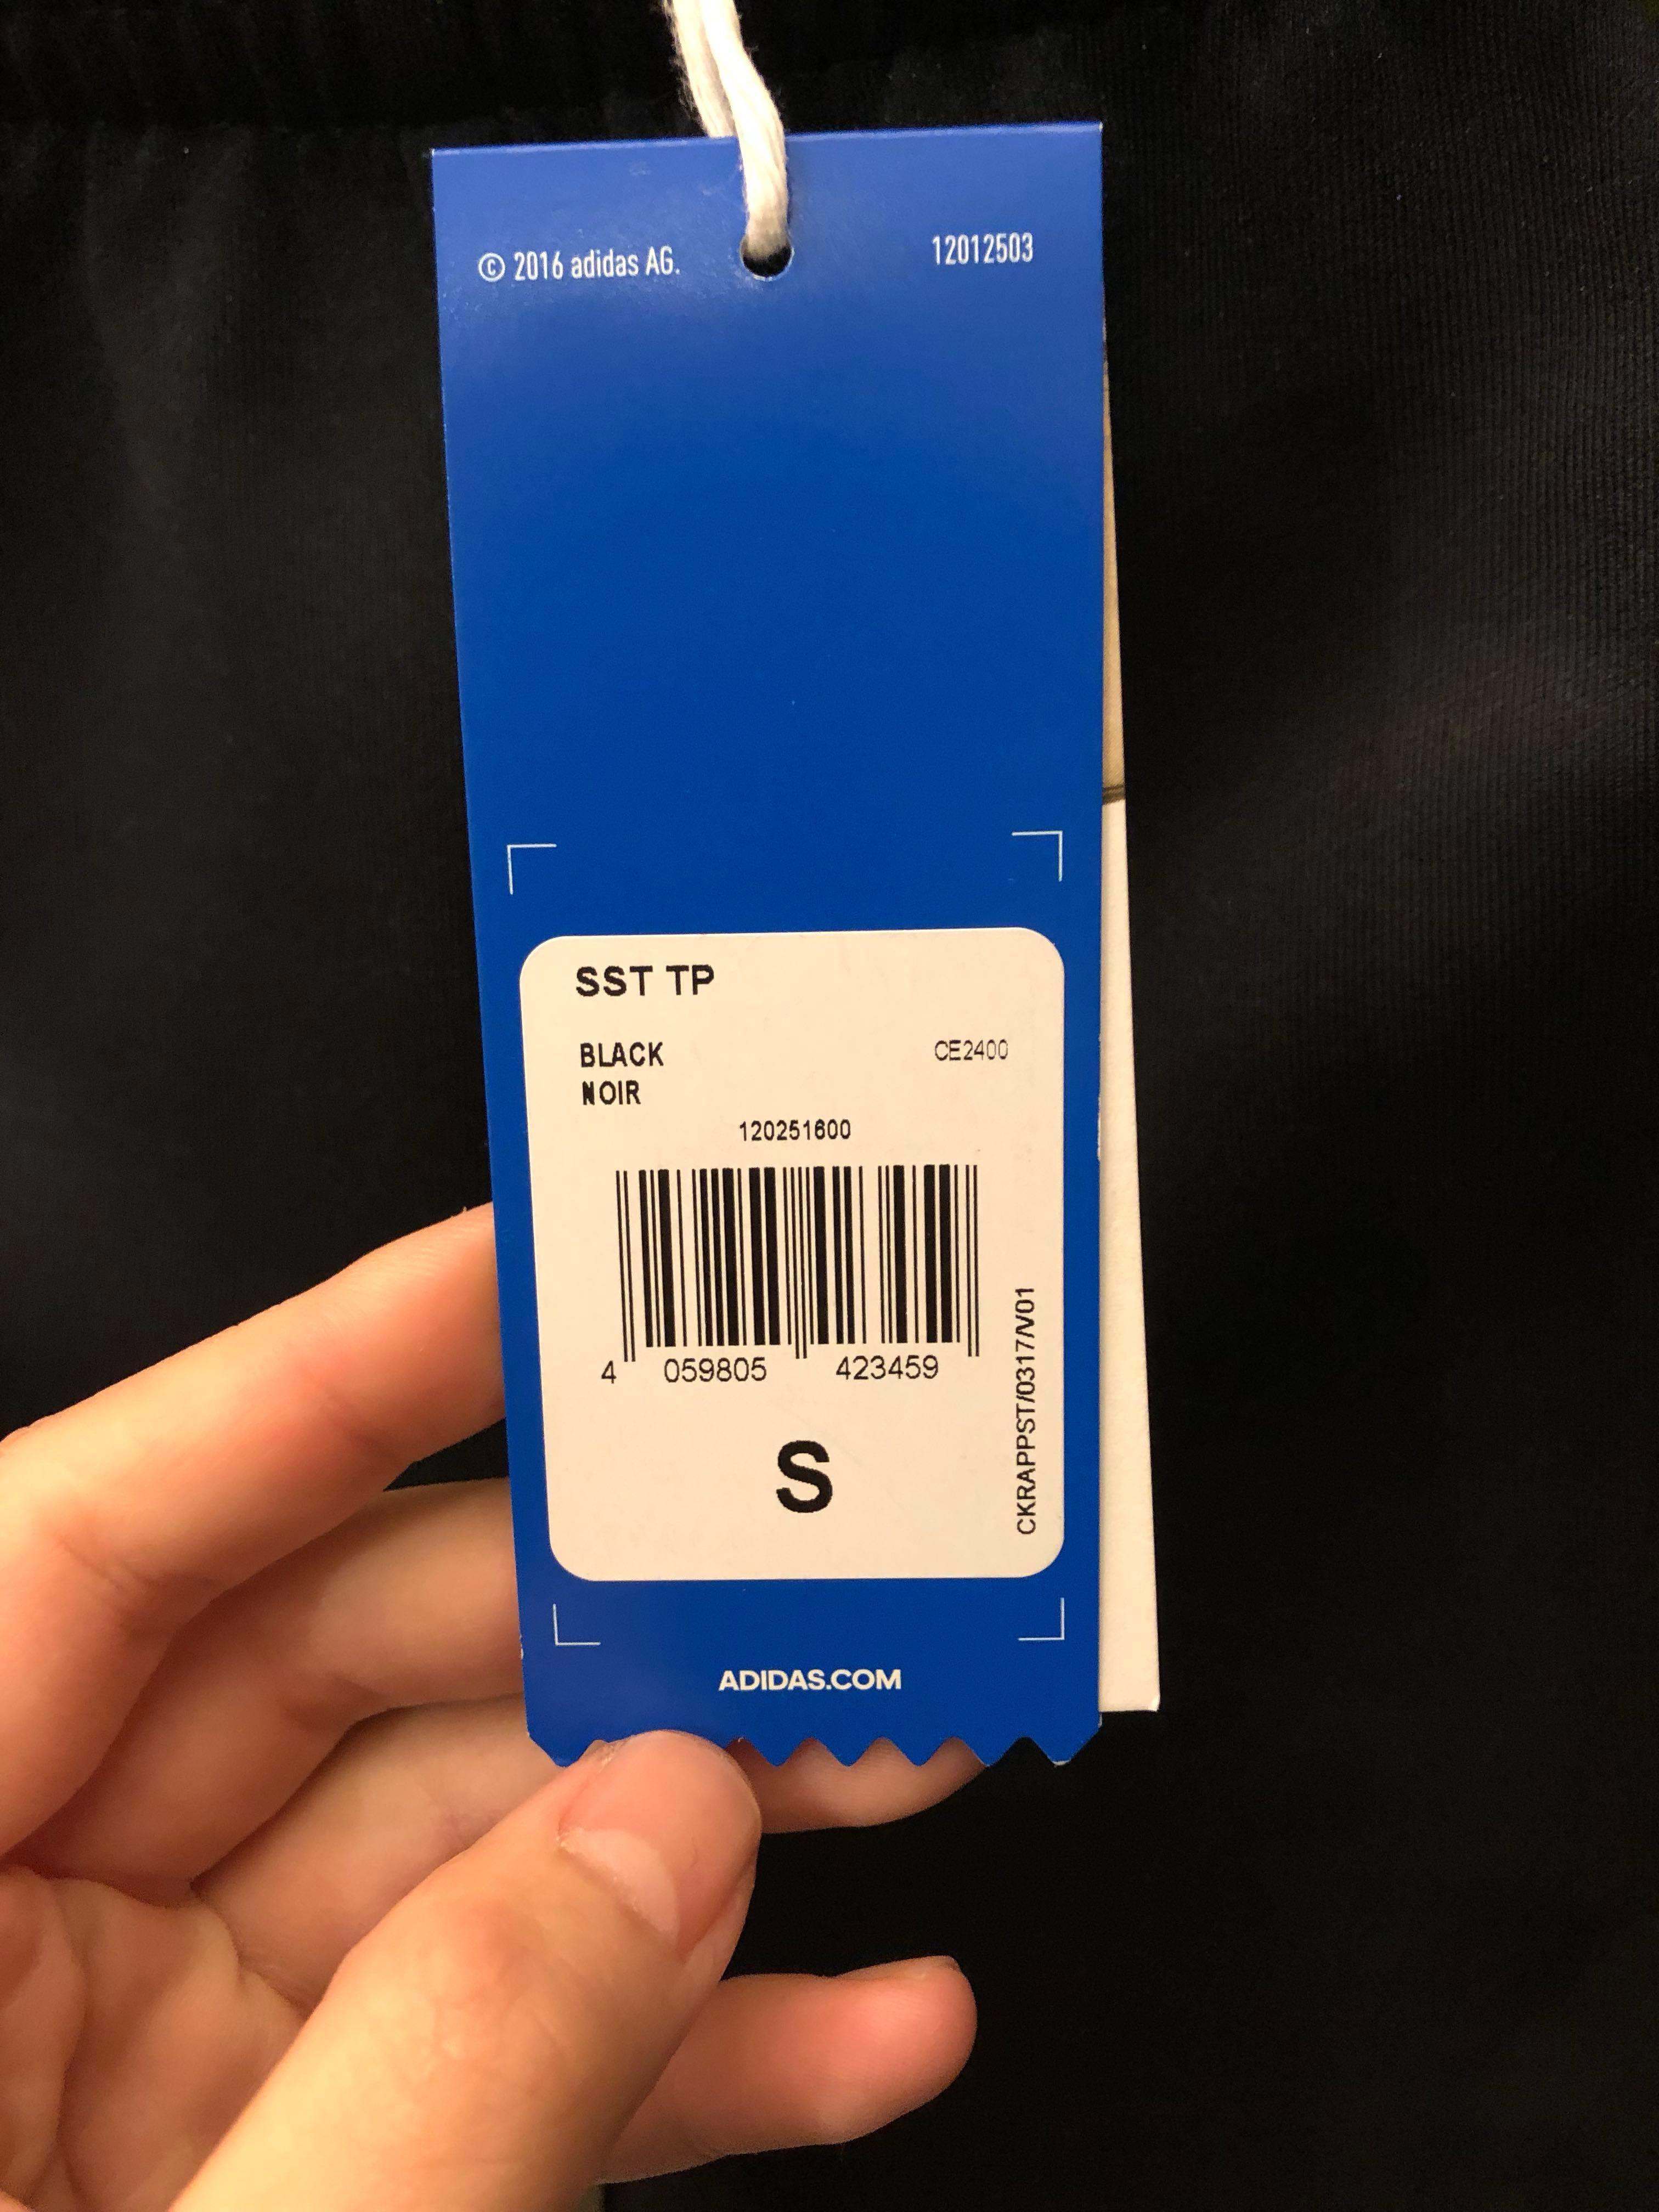 © 2016 adidas AG.
12012503
SST TP
BLACK
CE2400
NOIR
120251600
4 059805 423459
CKRAPPST/0317/V01
S
ADIDAS.COM